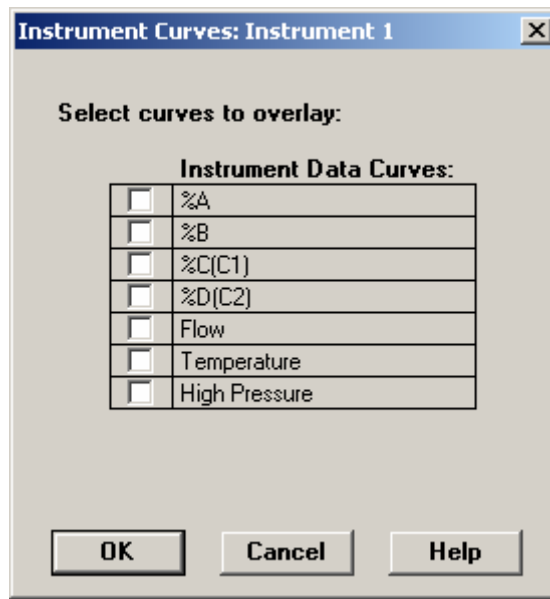 Instrument Curves: Instrument 1
Select curves to overlay:
Instrument Data Curves:
%A
%B
%C(C1)
%D(C2)
Flow
Temperature
High Pressure
OK Cancel Help